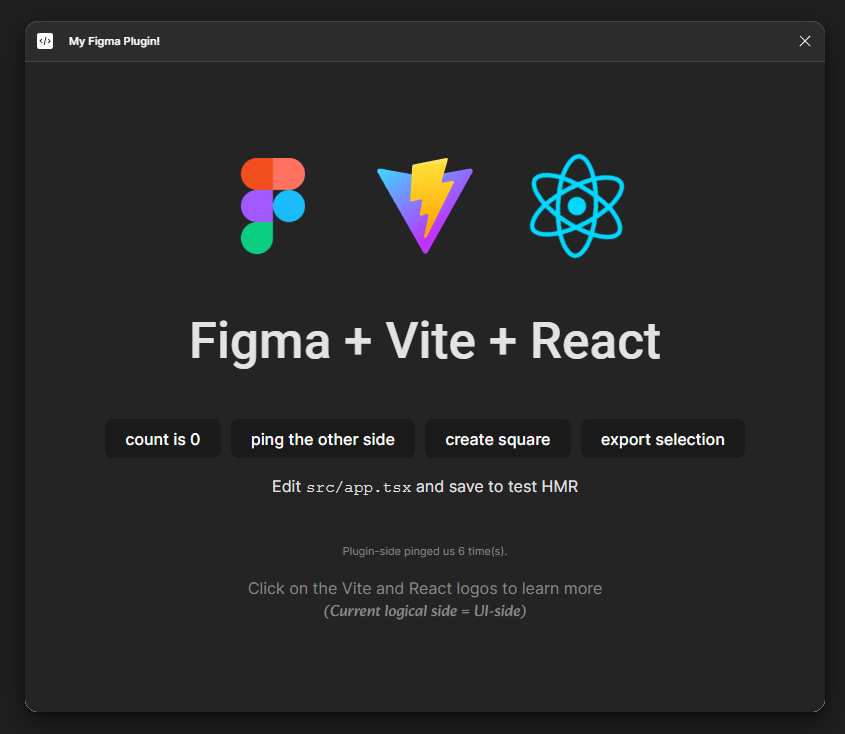 My Figma Plugin!
Figma + Vite + React
count is 0
ping the other side
create square
export selection
Edit src/app.tsx and save to test HMR
Plugin-side pinged us 6 time(s).
Click on the Vite and React logos to learn more
(Current logical side = UI-side)